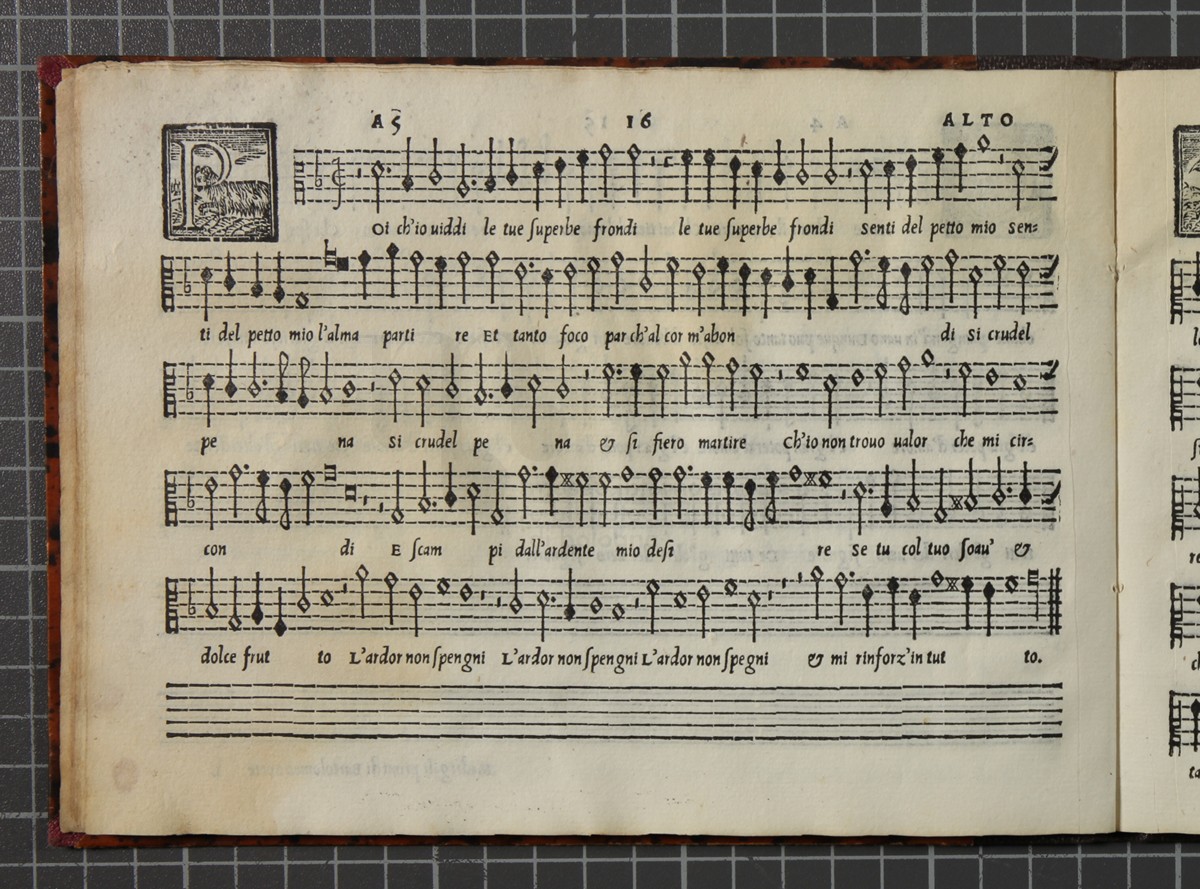 A5 16 ALTO
POi ch'io uiddi le tue ſuperbe frondi le tue ſuperbe frondi senti del petto mio sen=
ti del petto mio l'alma parti re Et tanto foco par ch'al cor m'abon di si crudel
pe na si crudel pe na & ſi fiero martire ch'io non trouo ualor che mi cir=
con di E ſcam pi dall'ardente mio deſi re se tu col tuo ſoau' &
dolce frut to L'ardor non ſpengni L'ardor non ſpengni L'ardor non ſpegni & mi rinforz'in tut to.